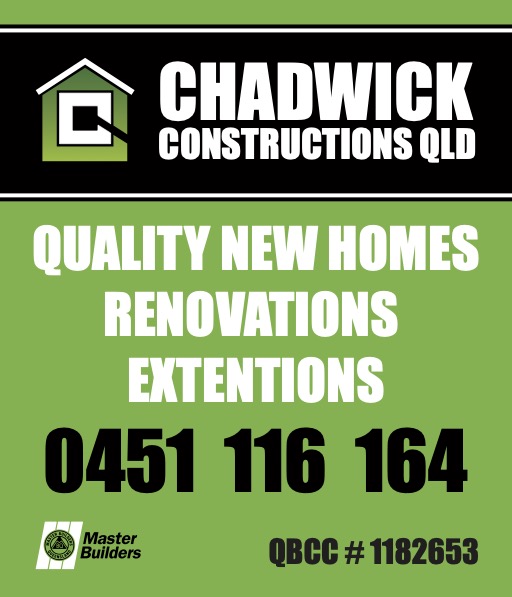 CHADWICK
CONSTRUCTIONS QLD
QUALITY NEW HOMES
RENOVATIONS
EXTENTIONS
0451 116 164
Master
Builders
QBCC # 1182653